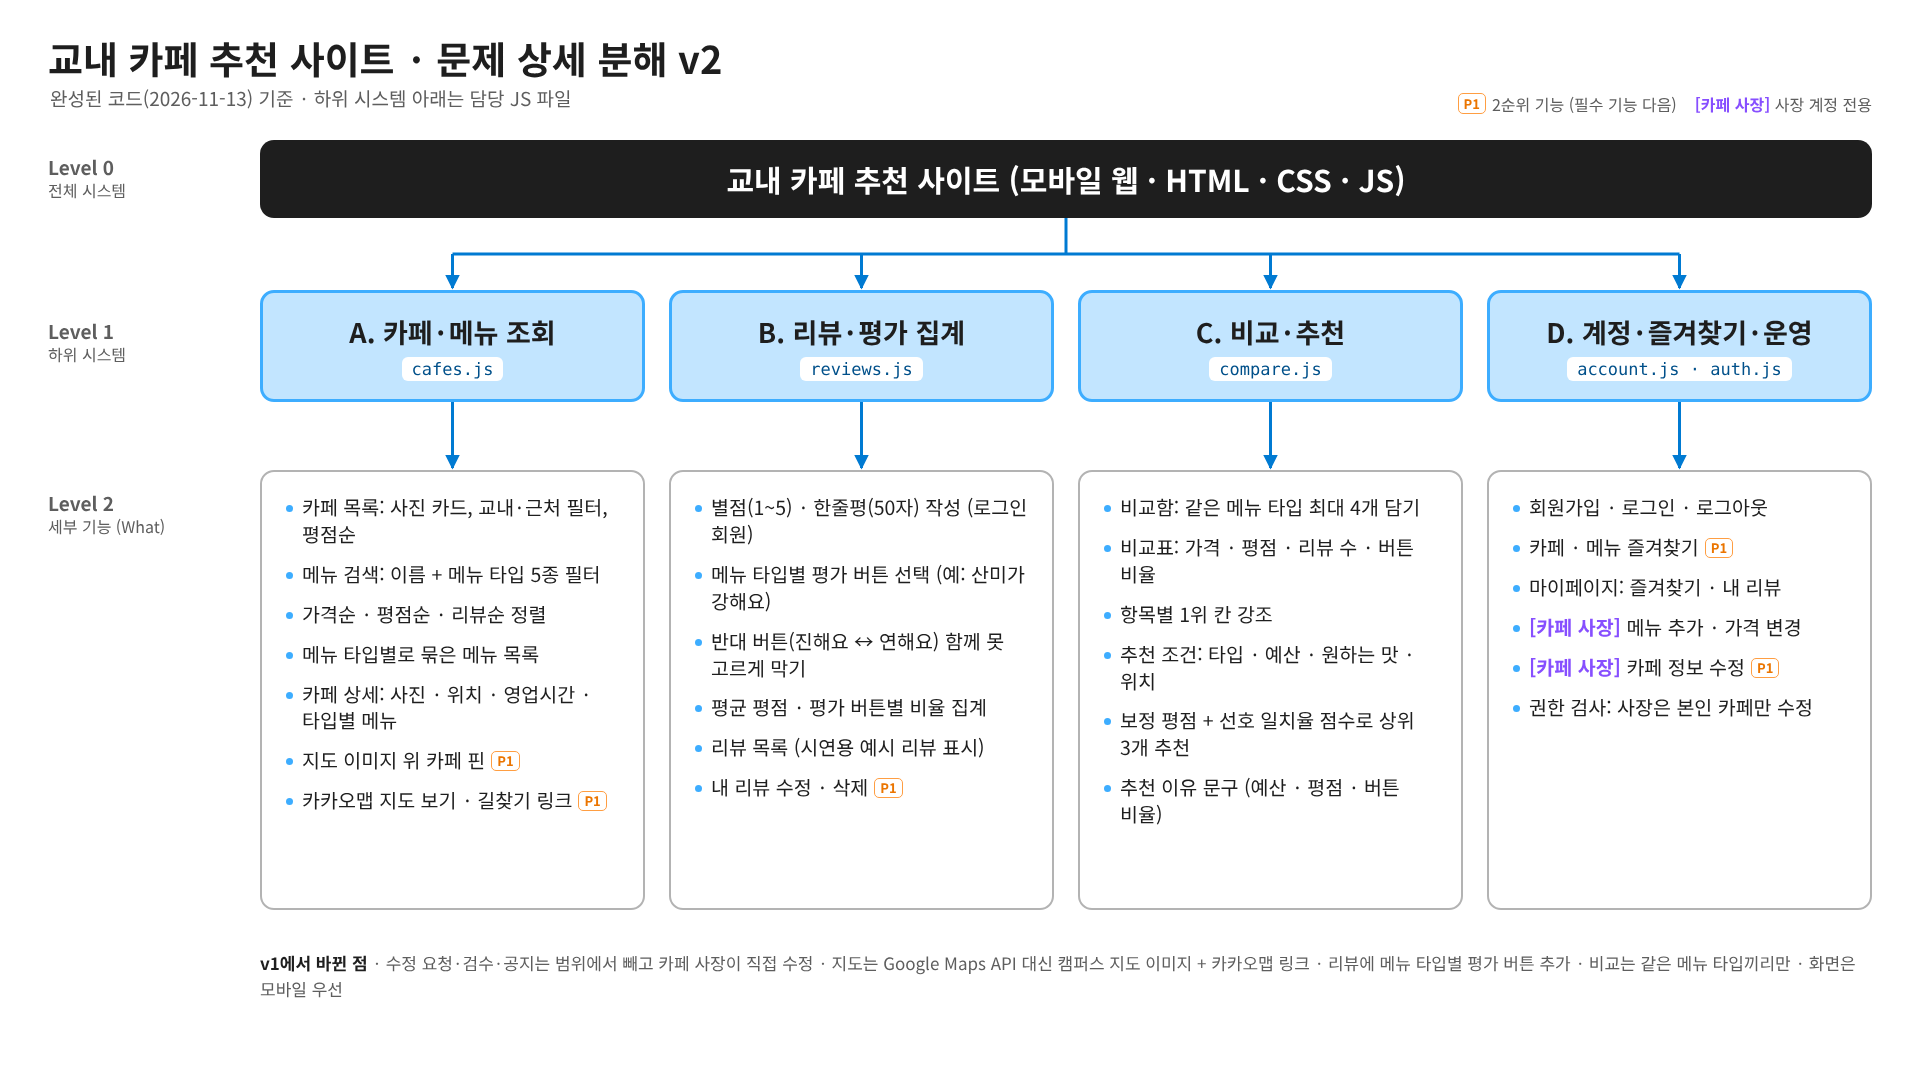 교내 카페 추천 사이트 · 문제 상세 분해 v2
완성된 코드(2026-11-13) 기준 · 하위 시스템 아래는 담당 JS 파일
P1 2순위 기능 (필수 기능 다음) [카페 사장] 사장 계정 전용
Level 0
전체 시스템
교내 카페 추천 사이트 (모바일 웹 · HTML · CSS · JS)
Level 1
하위 시스템
A. 카페·메뉴 조회
cafes.js
B. 리뷰·평가 집계
reviews.js
C. 비교·추천
compare.js
D. 계정·즐겨찾기·운영
account.js · auth.js
Level 2
세부 기능 (What)
카페 목록: 사진 카드, 교내·근처 필터,
평점순
메뉴 검색: 이름 + 메뉴 타입 5종 필터
가격순 · 평점순 · 리뷰순 정렬
메뉴 타입별로 묶은 메뉴 목록
카페 상세: 사진 · 위치 · 영업시간 ·
타입별 메뉴
지도 이미지 위 카페 핀 P1
카카오맵 지도 보기 · 길찾기 링크 P1
별점(1~5) · 한줄평(50자) 작성 (로그인
회원)
메뉴 타입별 평가 버튼 선택 (예: 산미가
강해요)
반대 버튼(진해요 ↔ 연해요) 함께 못
고르게 막기
평균 평점 · 평가 버튼별 비율 집계
리뷰 목록 (시연용 예시 리뷰 표시)
내 리뷰 수정 · 삭제 P1
비교함: 같은 메뉴 타입 최대 4개 담기
비교표: 가격 · 평점 · 리뷰 수 · 버튼
비율
항목별 1위 칸 강조
추천 조건: 타입 · 예산 · 원하는 맛 ·
위치
보정 평점 + 선호 일치율 점수로 상위
3개 추천
추천 이유 문구 (예산 · 평점 · 버튼
비율)
회원가입 · 로그인 · 로그아웃
카페 · 메뉴 즐겨찾기 P1
마이페이지: 즐겨찾기 · 내 리뷰
[카페 사장] 메뉴 추가 · 가격 변경
[카페 사장] 카페 정보 수정 P1
권한 검사: 사장은 본인 카페만 수정
v1에서 바뀐 점 · 수정 요청·검수·공지는 범위에서 빼고 카페 사장이 직접 수정 · 지도는 Google Maps API 대신 캠퍼스 지도 이미지 + 카카오맵 링크 · 리뷰에 메뉴 타입별 평가 버튼 추가 · 비교는 같은 메뉴 타입끼리만 · 화면은
모바일 우선